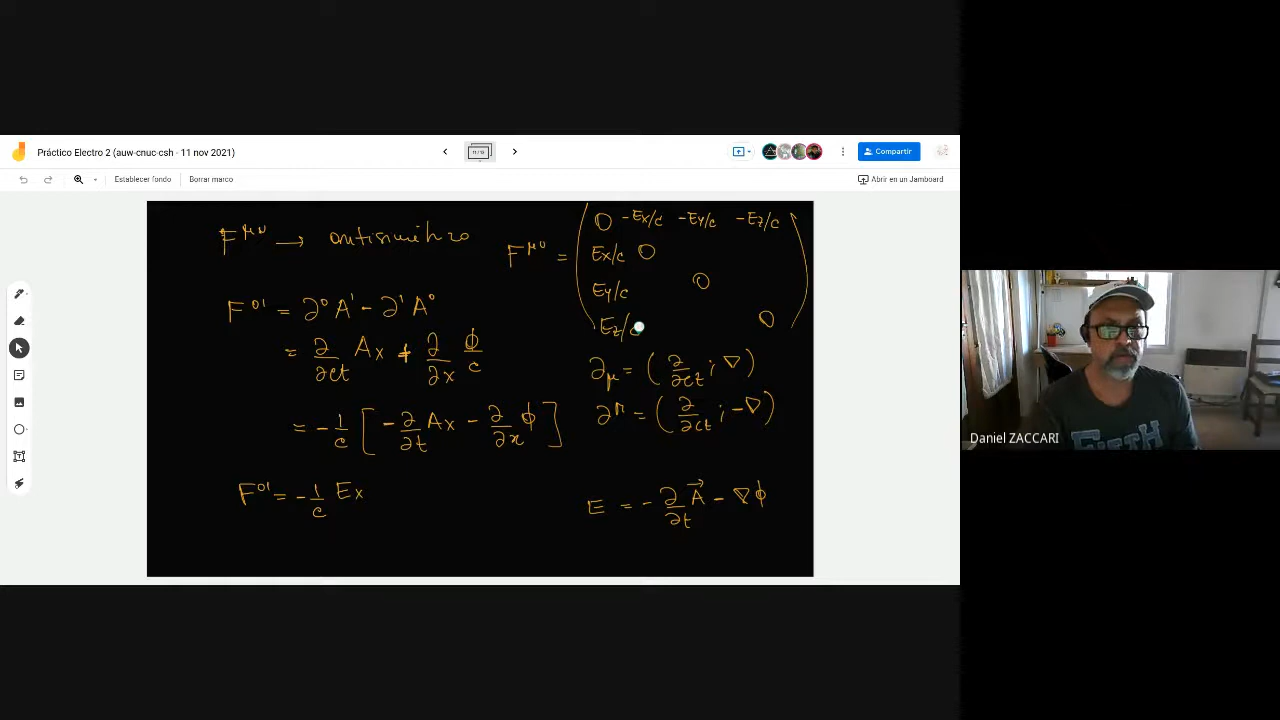 Práctico Electro 2 (auw-cnuc-csh - 11 nov 2021)
11 / 13
Compartir
Establecer fondo
Borrar marco
Abrir en un Jamboard
F^{μν} → antisimétrico
F^{μν} = ( 0 -Ex/c -Ey/c -Ez/c
Ex/c 0
Ey/c 0
Ez/c 0 )
F^{01} = ∂^0 A^1 - ∂^1 A^0
= ∂/∂ct Ax + ∂/∂x ϕ/c
= -1/c [ -∂/∂t Ax - ∂/∂x ϕ ]
F^{01} = -1/c Ex
∂_μ = ( ∂/∂ct ; ∇ )
∂^μ = ( ∂/∂ct ; -∇ )
E = -∂/∂t A⃗ - ∇ϕ
Daniel ZACCARI